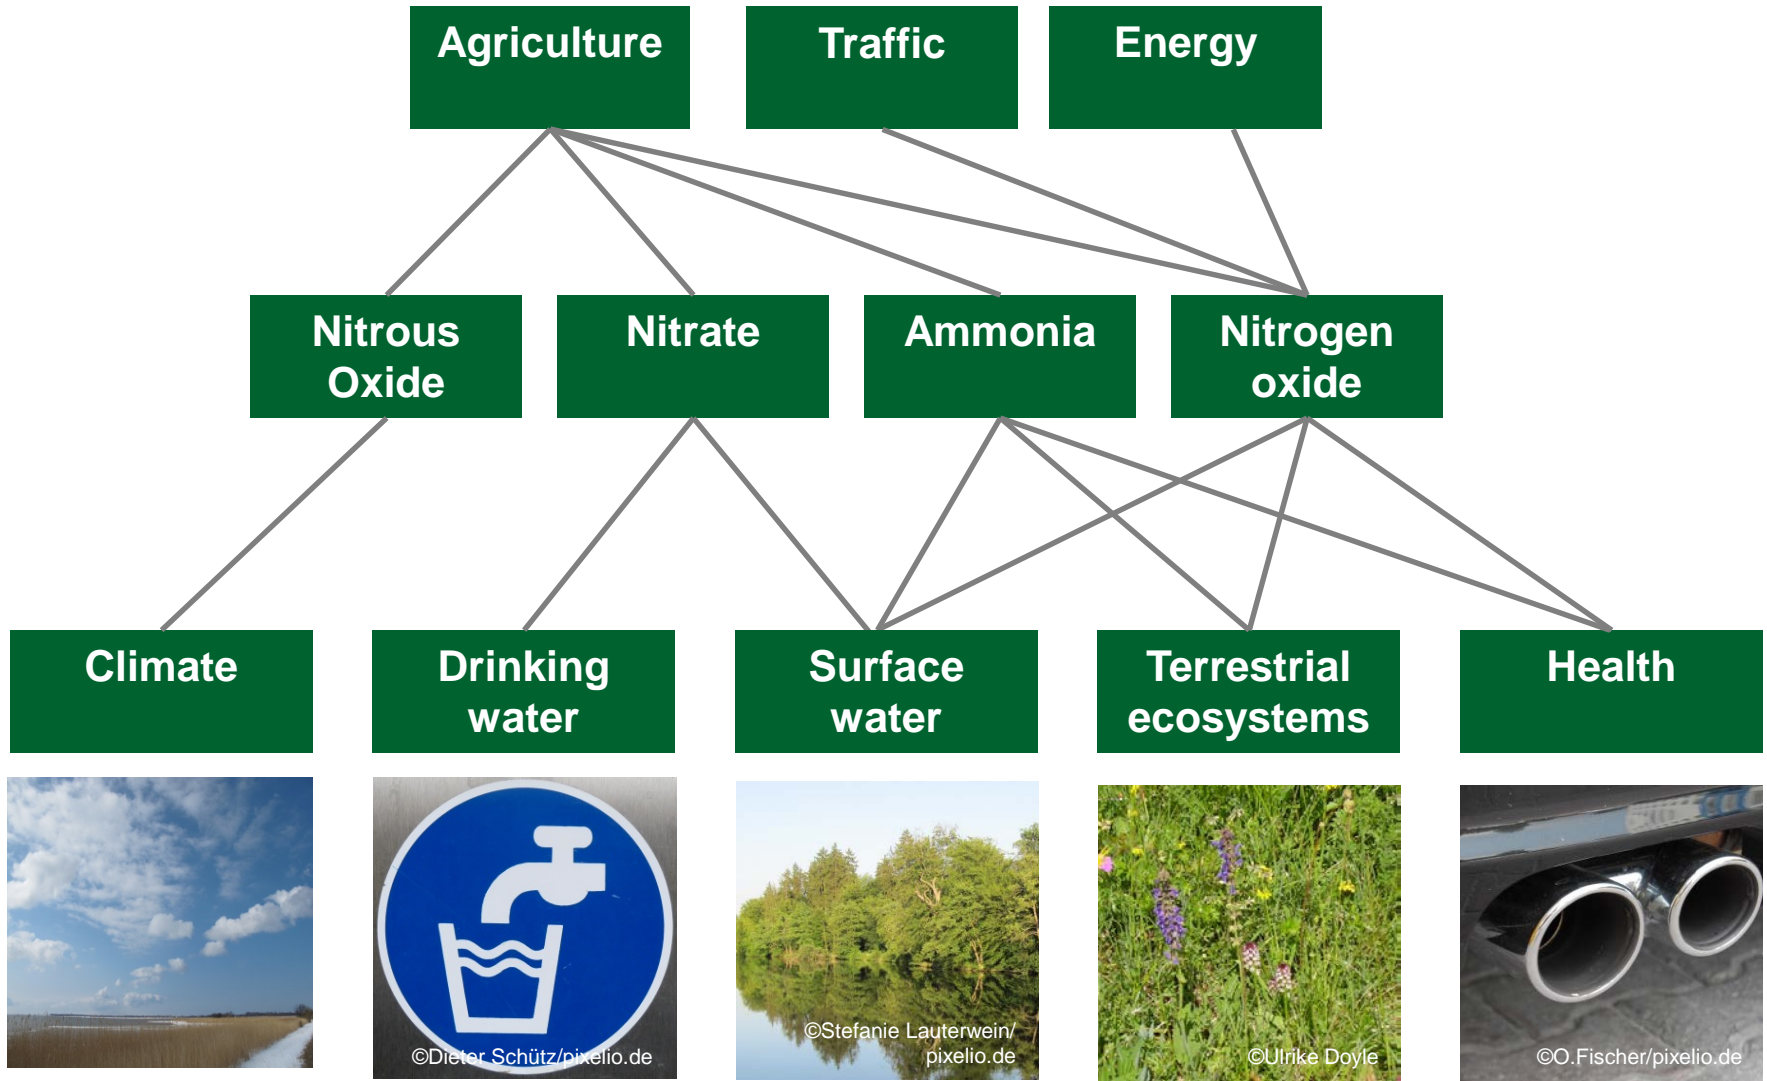 Agriculture
Traffic
Energy
Nitrous
Oxide
Nitrate
Ammonia
Nitrogen
oxide
Climate
Drinking
water
Surface
water
Terrestrial
ecosystems
Health
©Dieter Schütz/pixelio.de
©Stefanie Lauterwein/
pixelio.de
©Ulrike Doyle
©O.Fischer/pixelio.de